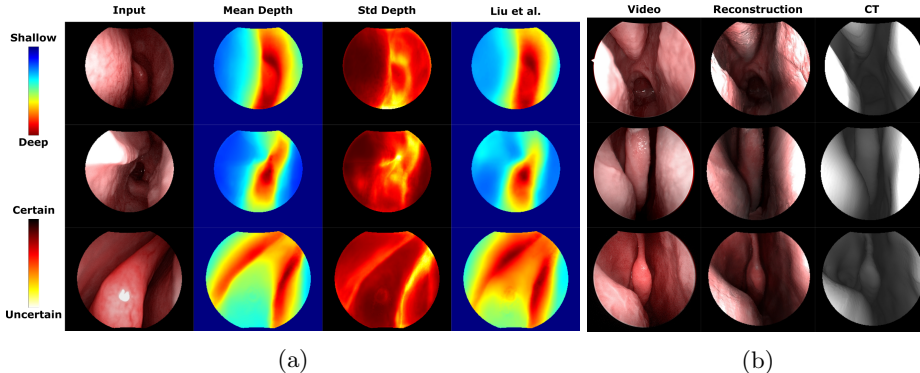 Input Mean Depth Std Depth Liu et al. Video Reconstruction CT
Shallow
Deep
Certain
Uncertain
(a) (b)